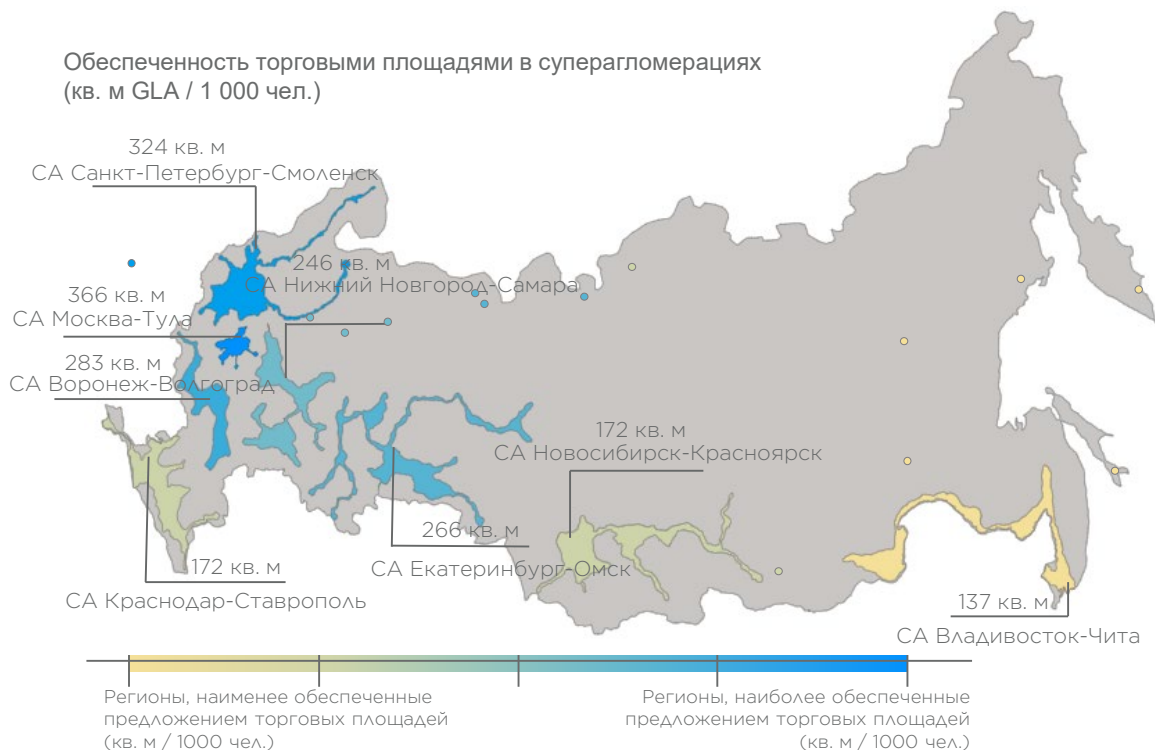 Обеспеченность торговыми площадями в суперагломерациях
(кв. м GLA / 1 000 чел.)
324 кв. м
СА Санкт-Петербург-Смоленск
246 кв. м
СА Нижний Новгород-Самара
366 кв. м
СА Москва-Тула
283 кв. м
СА Воронеж-Волгоград
172 кв. м
СА Новосибирск-Красноярск
266 кв. м
СА Екатеринбург-Омск
172 кв. м
СА Краснодар-Ставрополь
137 кв. м
СА Владивосток-Чита
Регионы, наименее обеспеченные
предложением торговых площадей
(кв. м / 1000 чел.)
Регионы, наиболее обеспеченные
предложением торговых площадей
(кв. м / 1000 чел.)